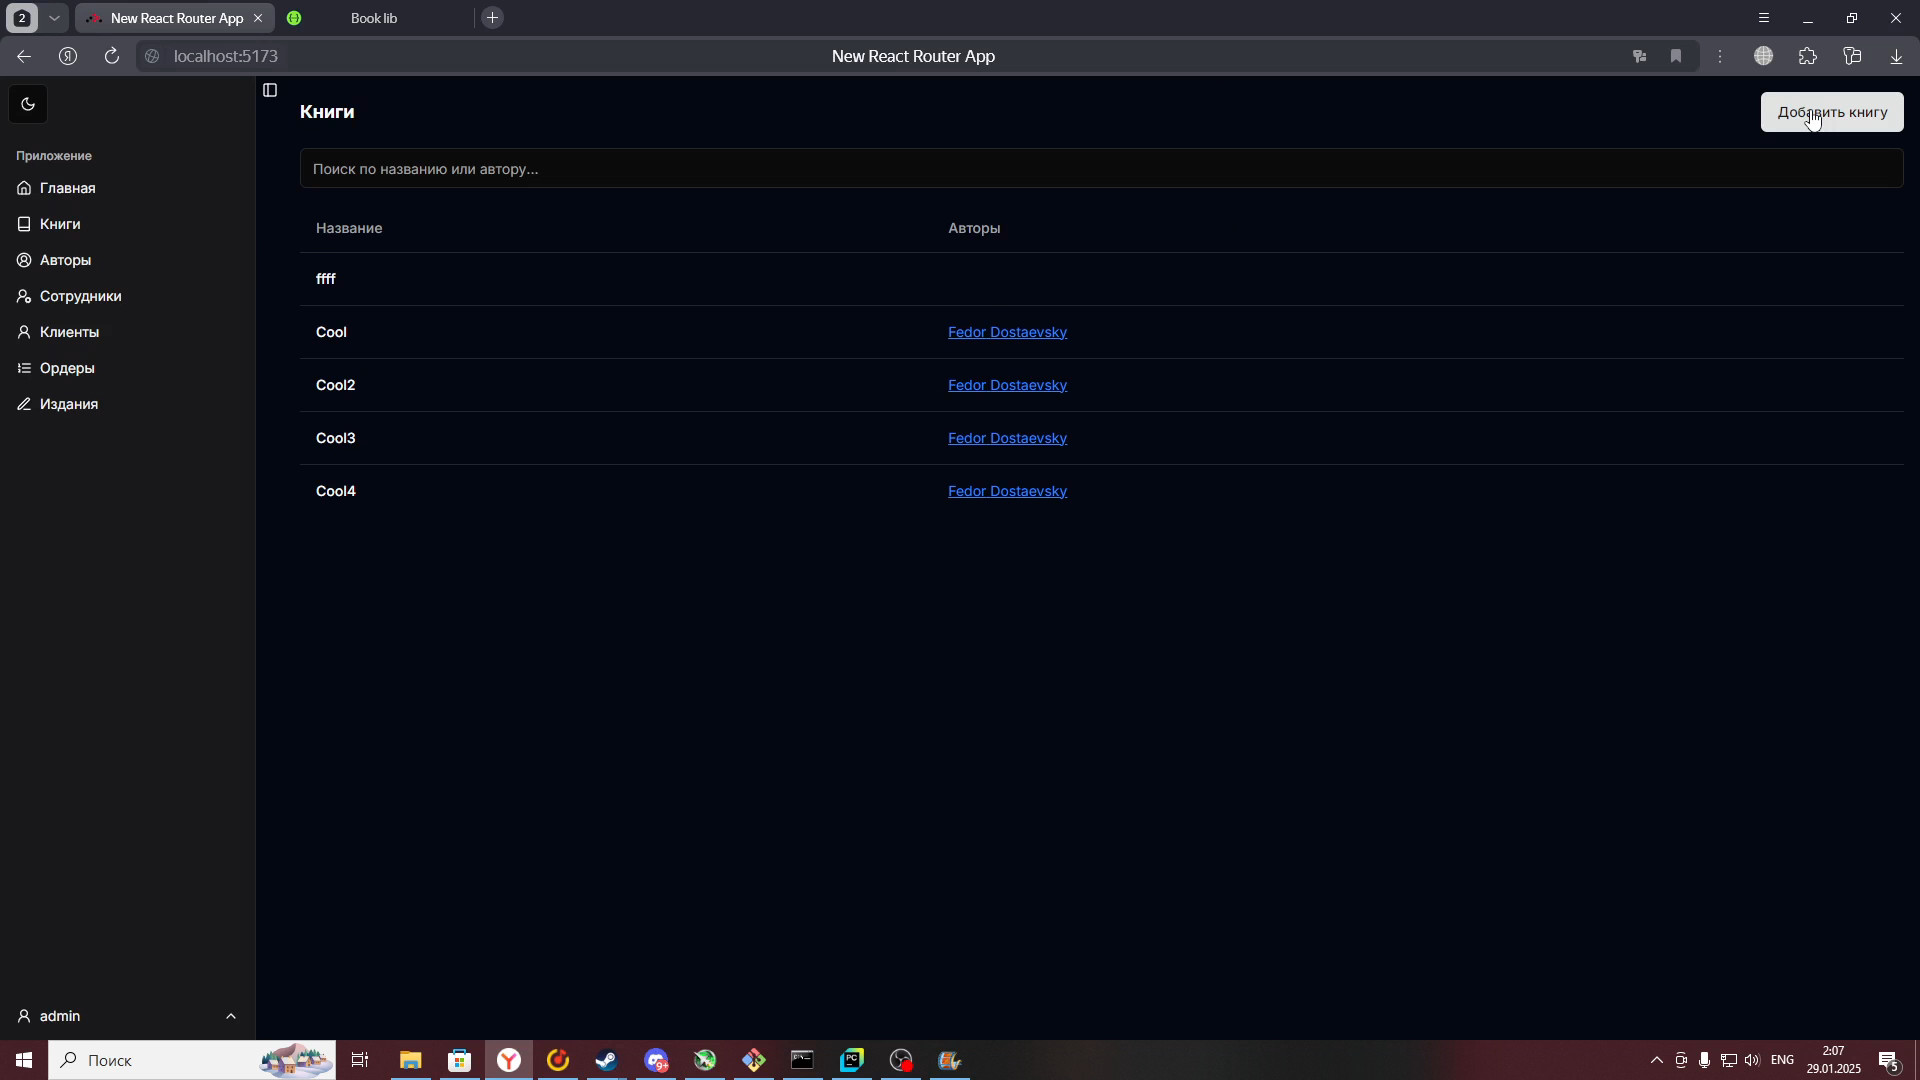 2
New React Router App
Book lib
localhost:5173
New React Router App
Приложение
Главная
Книги
Авторы
Сотрудники
Клиенты
Ордеры
Издания
admin
Книги
Добавить книгу
Поиск по названию или автору...
Название
Авторы
ffff
Cool
Fedor Dostaevsky
Cool2
Fedor Dostaevsky
Cool3
Fedor Dostaevsky
Cool4
Fedor Dostaevsky
Поиск
9+
PC
ENG
2:07
29.01.2025
5